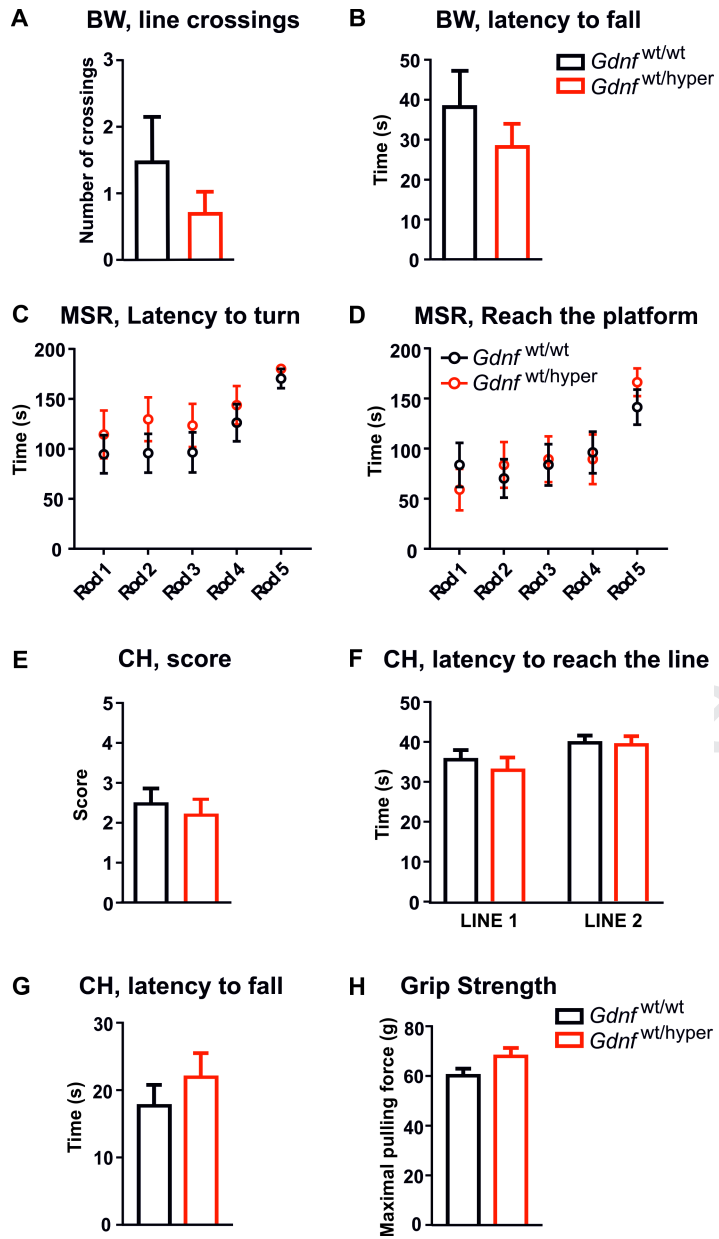 A BW, line crossings
Number of crossings
3
2
1
0
B BW, latency to fall
Time (s)
50
40
30
20
10
0
Gdnf wt/wt
Gdnf wt/hyper
C MSR, Latency to turn
Time (s)
200
150
100
50
0
Rod 1 Rod 2 Rod 3 Rod 4 Rod 5
D MSR, Reach the platform
Time (s)
200
150
100
50
0
Gdnf wt/wt
Gdnf wt/hyper
Rod 1 Rod 2 Rod 3 Rod 4 Rod 5
E CH, score
Score
5
4
3
2
1
0
F CH, latency to reach the line
Time (s)
50
40
30
20
10
0
LINE 1 LINE 2
G CH, latency to fall
Time (s)
30
20
10
0
H Grip Strength
Maximal pulling force (g)
80
60
40
20
0
Gdnf wt/wt
Gdnf wt/hyper